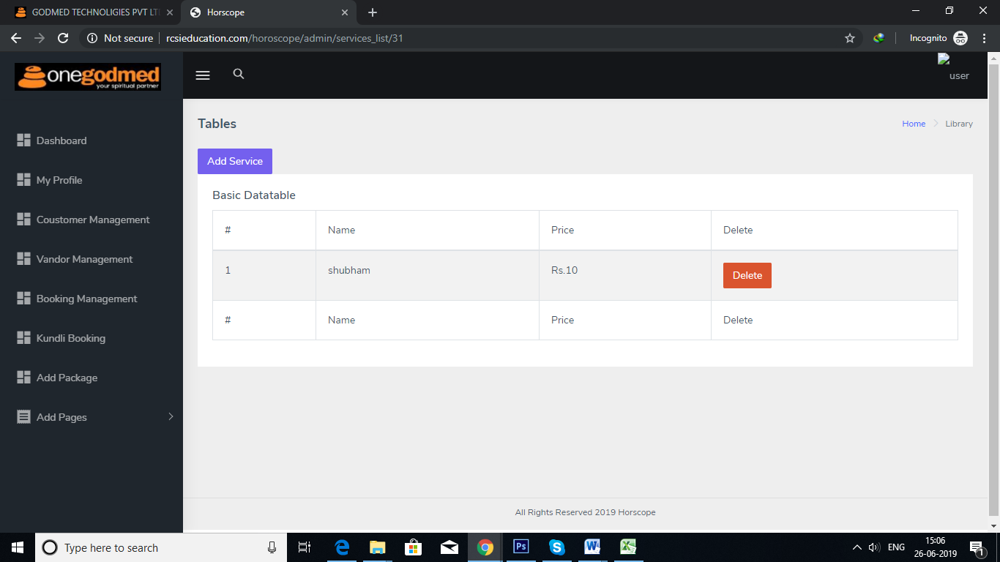 GODMED TECHNOLIGIES PVT LT
Horscope
Not secure
rcsieducation.com/horoscope/admin/services_list/31
Incognito
onegodmed
your spiritual partner
user
Dashboard
My Profile
Coustomer Management
Vandor Management
Booking Management
Kundli Booking
Add Package
Add Pages
Tables
Home
Library
Add Service
Basic Datatable
# Name Price Delete
1 shubham Rs.10 Delete
# Name Price Delete
All Rights Reserved 2019 Horscope
Type here to search
Ps
ENG
15:06
26-06-2019
1